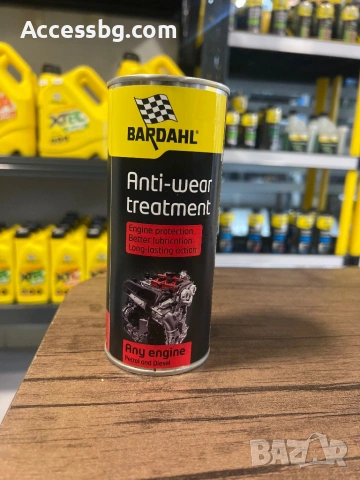 Accessbg.com
BARDAHL
Anti-wear
treatment
Engine protection
Better lubrication
Long-lasting action
Any engine
Petrol and Diesel
XTEC
BAZAR